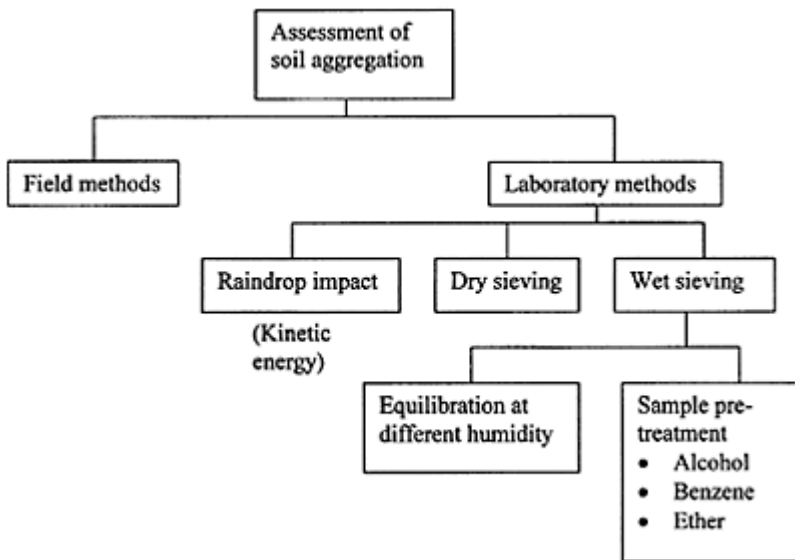 Assessment of
soil aggregation
Field methods
Laboratory methods
Raindrop impact
Dry sieving
Wet sieving
(Kinetic
energy)
Equilibration at
different humidity
Sample pre-
treatment
• Alcohol
• Benzene
• Ether